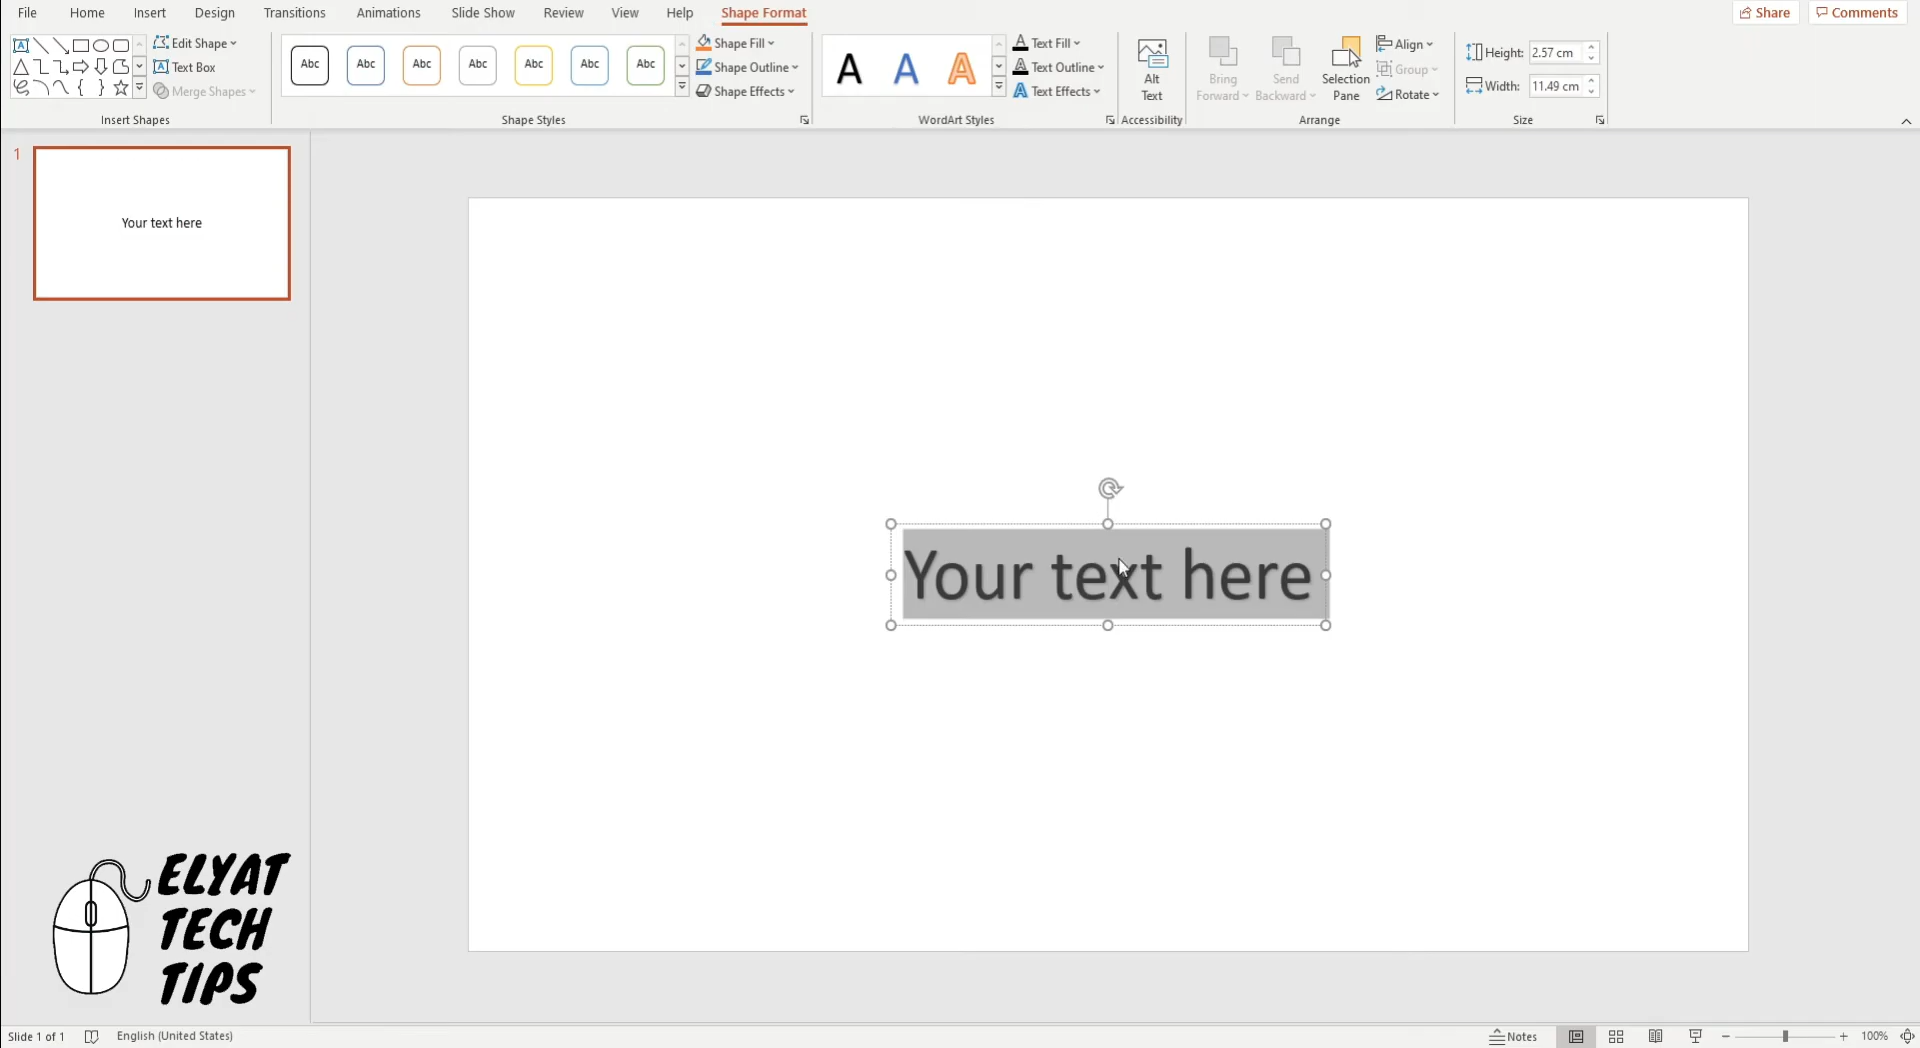 File Home Insert Design Transitions Animations Slide Show Review View Help Shape Format Share Comments
Edit Shape
Text Box
Merge Shapes
Insert Shapes
Abc Abc Abc Abc Abc Abc Abc
Shape Fill
Shape Outline
Shape Effects
Shape Styles
A A A
Text Fill
Text Outline
Text Effects
WordArt Styles
Alt
Text
Accessibility
Bring
Forward
Send
Backward
Selection
Pane
Align
Group
Rotate
Arrange
Height: 2.57 cm
Width: 11.49 cm
Size
1
Your text here
Your text here
ELYAT
TECH
TIPS
Slide 1 of 1 English (United States) Notes 100%